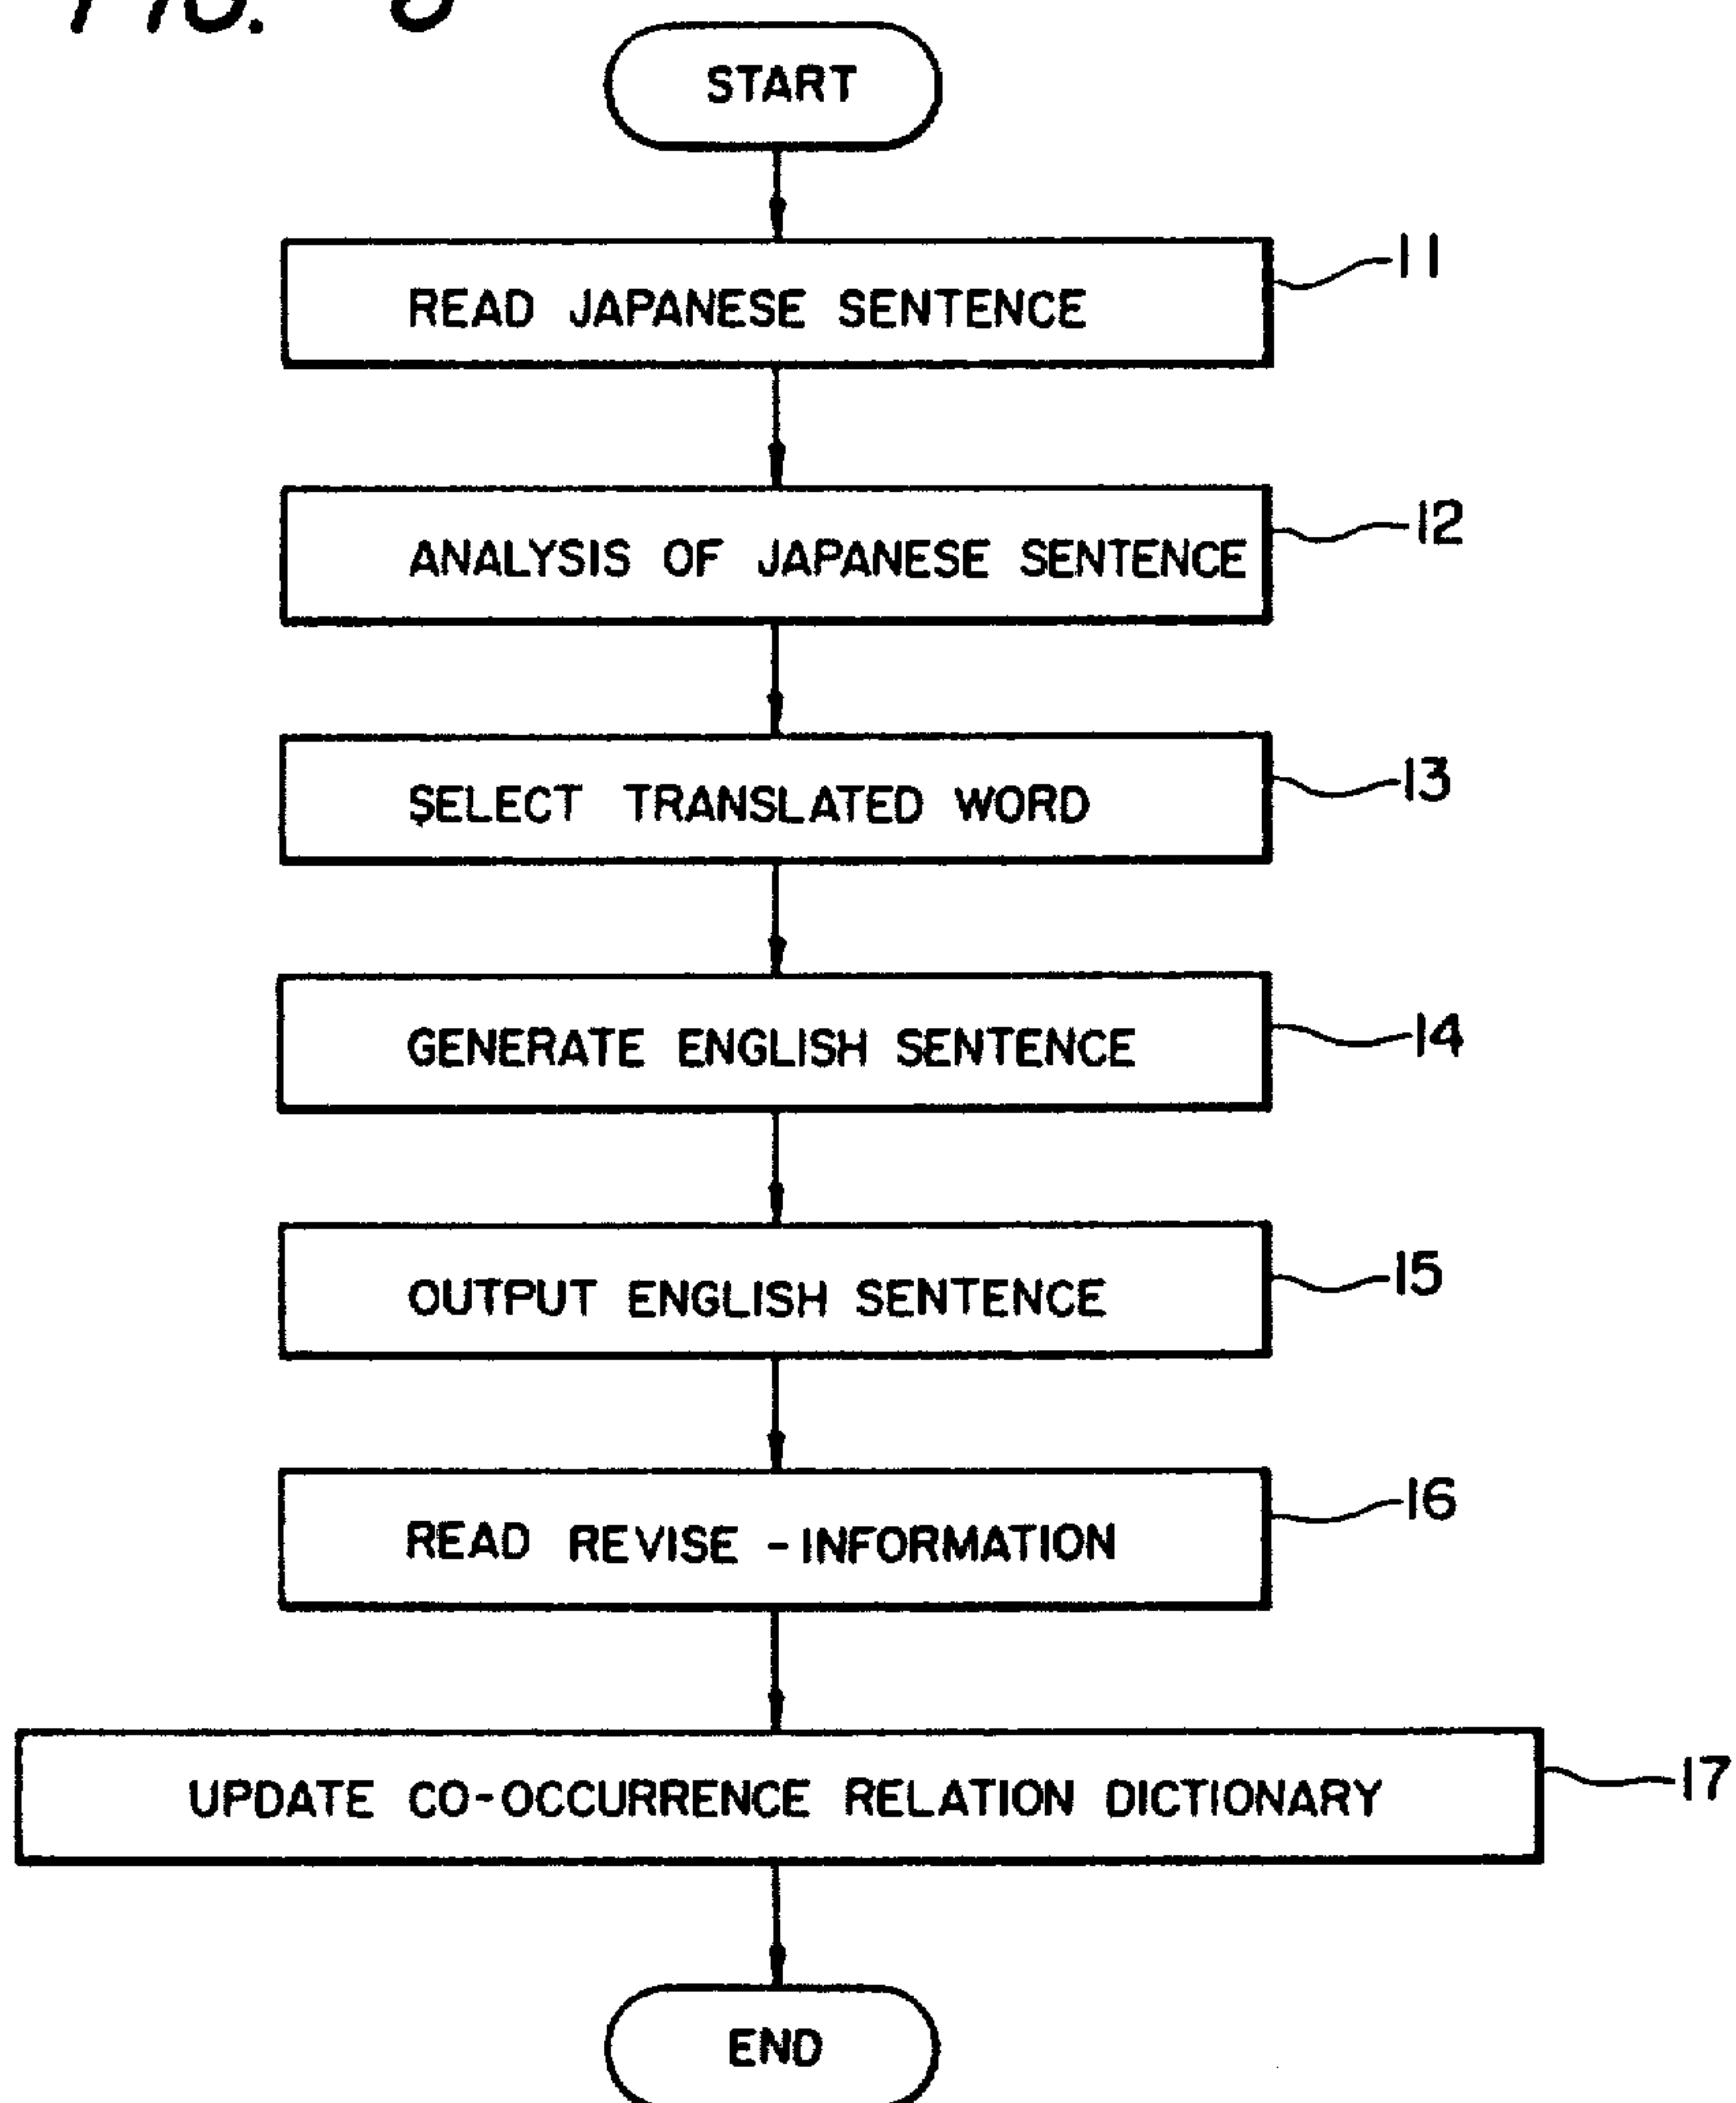 FIG.
START
READ JAPANESE SENTENCE
11
ANALYSIS OF JAPANESE SENTENCE
12
SELECT TRANSLATED WORD
13
GENERATE ENGLISH SENTENCE
14
OUTPUT ENGLISH SENTENCE
15
READ REVISE - INFORMATION
16
UPDATE CO-OCCURRENCE RELATION DICTIONARY
17
END